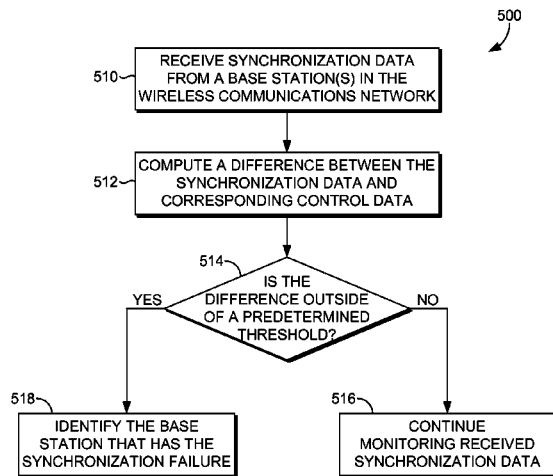 500
510
RECEIVE SYNCHRONIZATION DATA
FROM A BASE STATION(S) IN THE
WIRELESS COMMUNICATIONS NETWORK
512
COMPUTE A DIFFERENCE BETWEEN THE
SYNCHRONIZATION DATA AND
CORRESPONDING CONTROL DATA
514
IS THE
DIFFERENCE OUTSIDE
OF A PREDETERMINED
THRESHOLD?
YES
NO
518
IDENTIFY THE BASE
STATION THAT HAS THE
SYNCHRONIZATION FAILURE
516
CONTINUE
MONITORING RECEIVED
SYNCHRONIZATION DATA